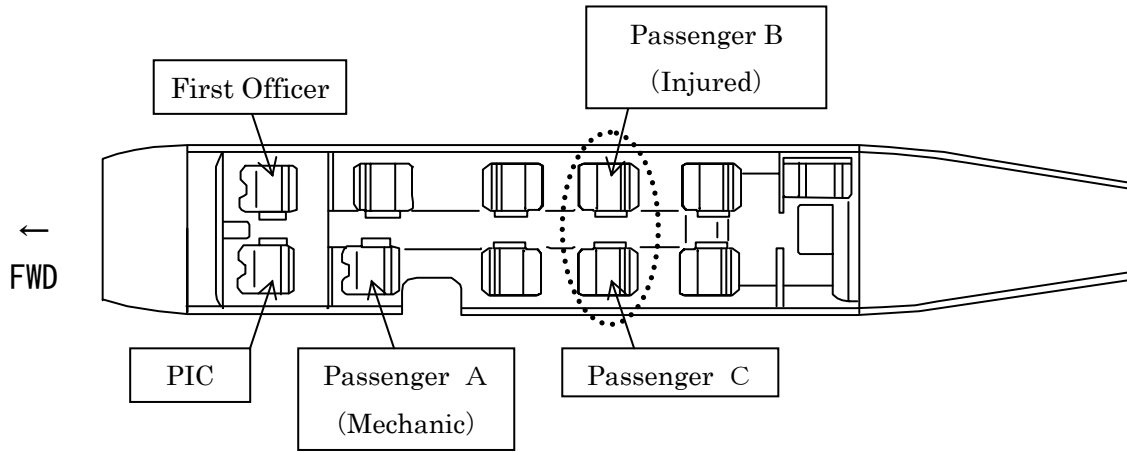 Passenger B
(Injured)
First Officer
←
FWD
PIC
Passenger A
(Mechanic)
Passenger C